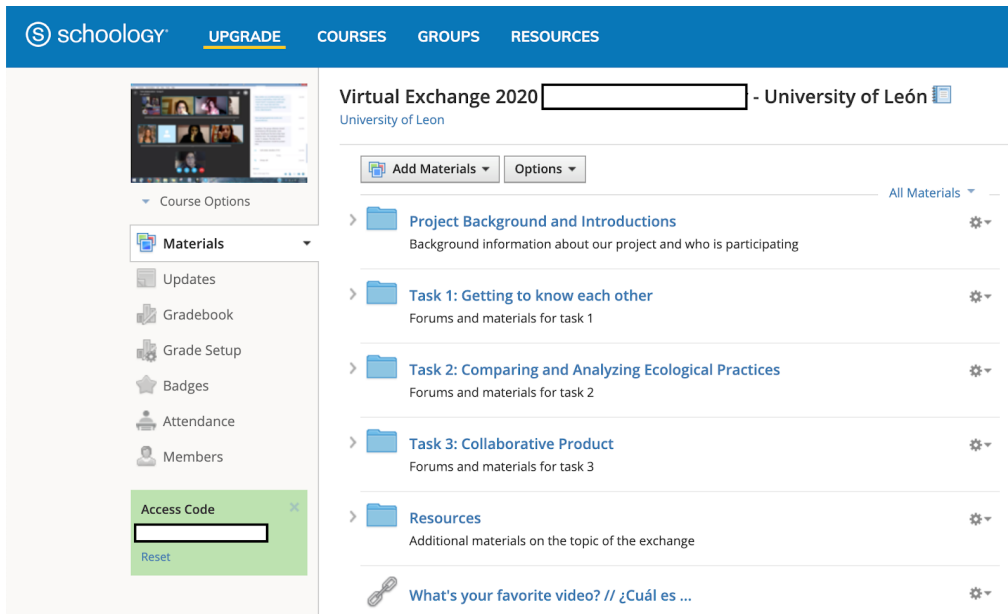 schoology UPGRADE COURSES GROUPS RESOURCES
Virtual Exchange 2020 - University of León
University of Leon
Add Materials Options
All Materials
Course Options
Materials
Updates
Gradebook
Grade Setup
Badges
Attendance
Members
Access Code
Reset
Project Background and Introductions
Background information about our project and who is participating
Task 1: Getting to know each other
Forums and materials for task 1
Task 2: Comparing and Analyzing Ecological Practices
Forums and materials for task 2
Task 3: Collaborative Product
Forums and materials for task 3
Resources
Additional materials on the topic of the exchange
What's your favorite video? // ¿Cuál es ...